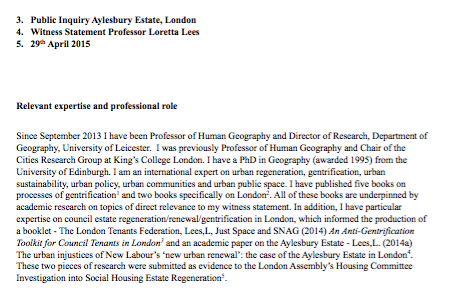 3. Public Inquiry Aylesbury Estate, London
4. Witness Statement Professor Loretta Lees
5. 29th April 2015
Relevant expertise and professional role
Since September 2013 I have been Professor of Human Geography and Director of Research, Department of
Geography, University of Leicester. I was previously Professor of Human Geography and Chair of the
Cities Research Group at King's College London. I have a PhD in Geography (awarded 1995) from the
University of Edinburgh. I am an international expert on urban regeneration, gentrification, urban
sustainability, urban policy, urban communities and urban public space. I have published five books on
processes of gentrification1 and two books specifically on London2. All of these books are underpinned by
academic research on topics of direct relevance to my witness statement. In addition, I have particular
expertise on council estate regeneration/renewal/gentrification in London, which informed the production of
a booklet - The London Tenants Federation, Lees,L, Just Space and SNAG (2014) An Anti-Gentrification
Toolkit for Council Tenants in London3 and an academic paper on the Aylesbury Estate - Lees,L. (2014a)
The urban injustices of New Labour's 'new urban renewal': the case of the Aylesbury Estate in London4.
These two pieces of research were submitted as evidence to the London Assembly's Housing Committee
Investigation into Social Housing Estate Regeneration5.